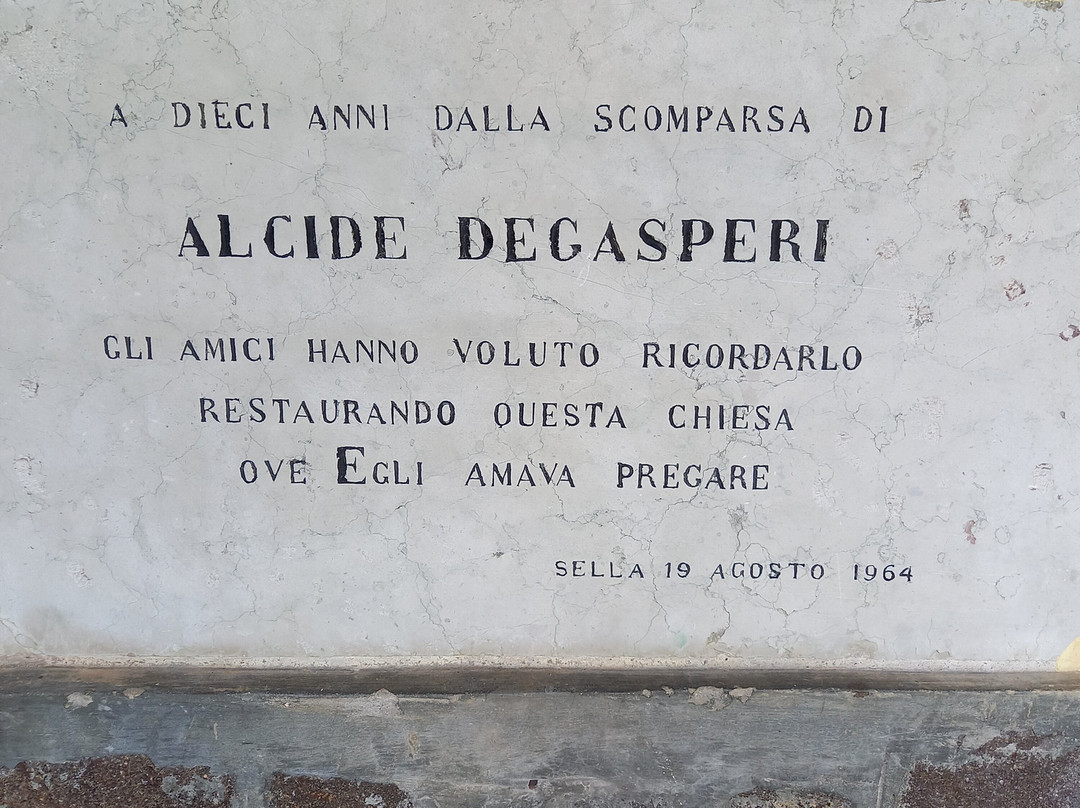 A DIECI ANNI DALLA SCOMPARSA DI
ALCIDE DEGASPERI
GLI AMICI HANNO VOLUTO RICORDARLO
RESTAURANDO QUESTA CHIESA
OVE EGLI AMAVA PREGARE
SELLA 19 AGOSTO 1964